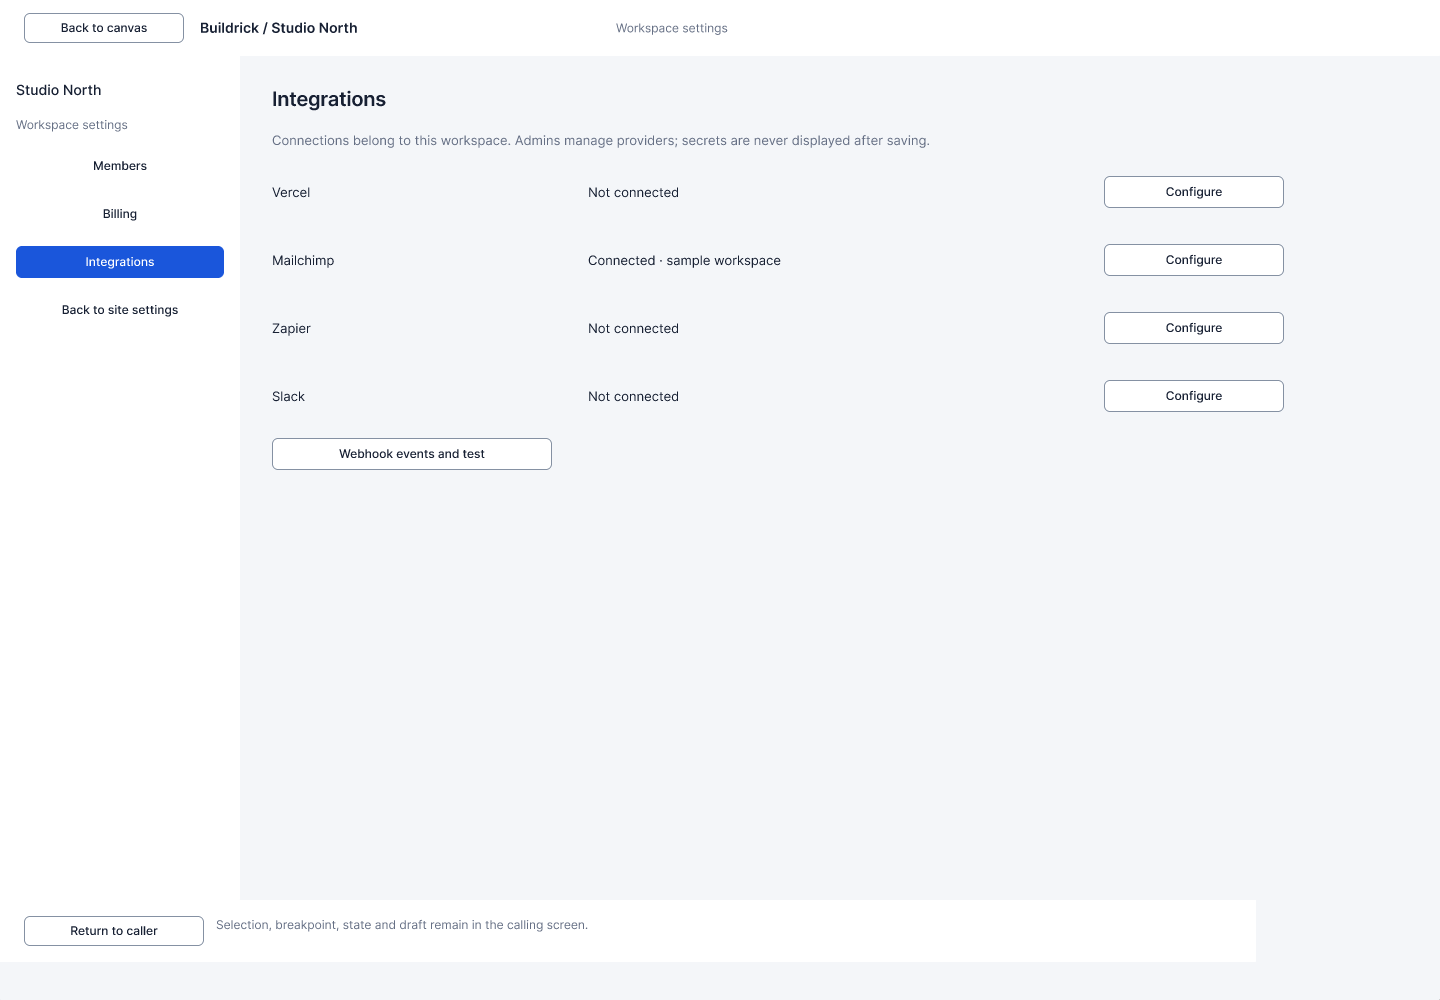 Back to canvas
Buildrick / Studio North
Workspace settings
Studio North
Workspace settings
Members
Billing
Integrations
Back to site settings
Integrations
Connections belong to this workspace. Admins manage providers; secrets are never displayed after saving.
Vercel
Not connected
Configure
Mailchimp
Connected · sample workspace
Configure
Zapier
Not connected
Configure
Slack
Not connected
Configure
Webhook events and test
Return to caller
Selection, breakpoint, state and draft remain in the calling screen.